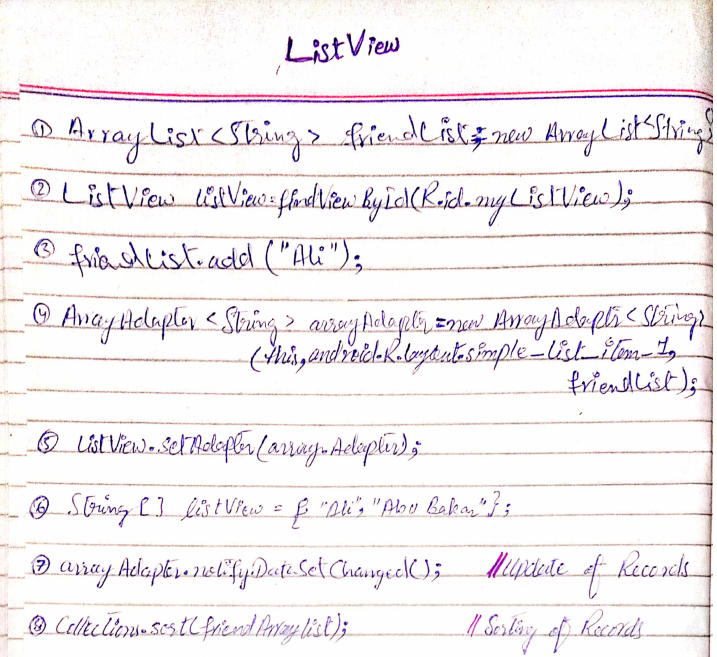 ListView
① ArrayList<String> friendList = new ArrayList<String
② ListView listView=findViewById(R.id.myListView);
③ friendList.add ("Ali");
④ ArrayAdapter <String> arrayAdapter=new ArrayAdapter<String>
(this,android.R.layout.simple_list_item_1,
friendList);
⑤ ListView.setAdapter(array.Adapter);
⑥ String [] listView = { "Ali", "Abu Bakar"};
⑦ arrayAdapter.notifyDataSetChanged(); //Update of Records
⑧ Collections.sort(friendArraylist); // Sorting of Records